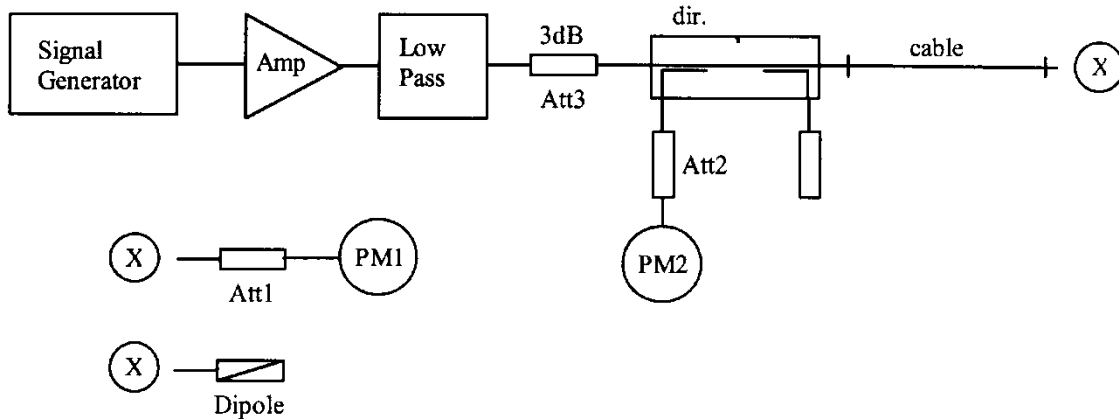 Signal
Generator
Amp
Low
Pass
3dB
Att3
dir.
cable
X
Att2
PM2
X
Att1
PM1
X
Dipole